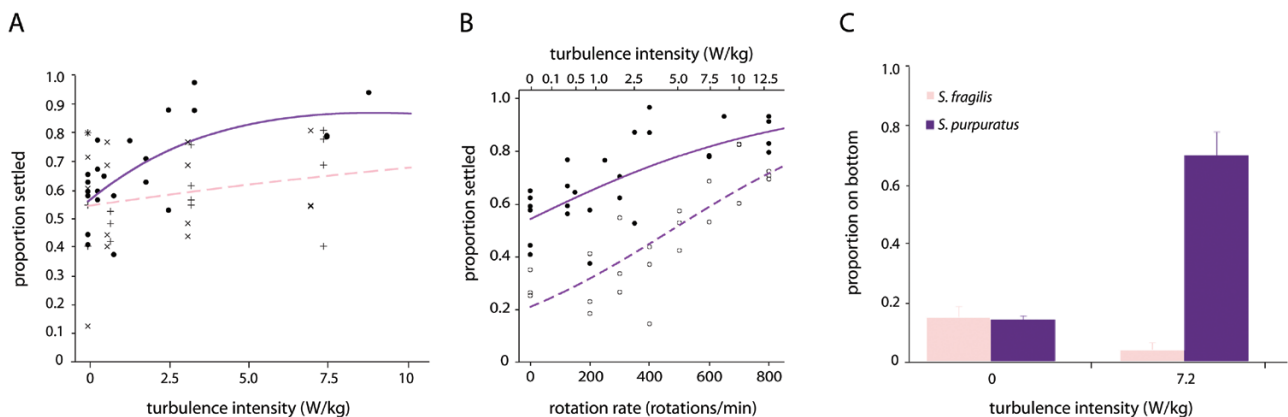 A
proportion settled
1.0
0.9
0.8
0.7
0.6
0.5
0.4
0.3
0.2
0.1
0
0 2.5 5.0 7.5 10
turbulence intensity (W/kg)
B
turbulence intensity (W/kg)
0 0.1 0.5 1.0 2.5 5.0 7.5 10 12.5
proportion settled
1.0
0.8
0.6
0.4
0.2
0
0 200 400 600 800
rotation rate (rotations/min)
C
proportion on bottom
1.0
0.8
0.6
0.4
0.2
0
S. fragilis
S. purpuratus
0 7.2
turbulence intensity (W/kg)